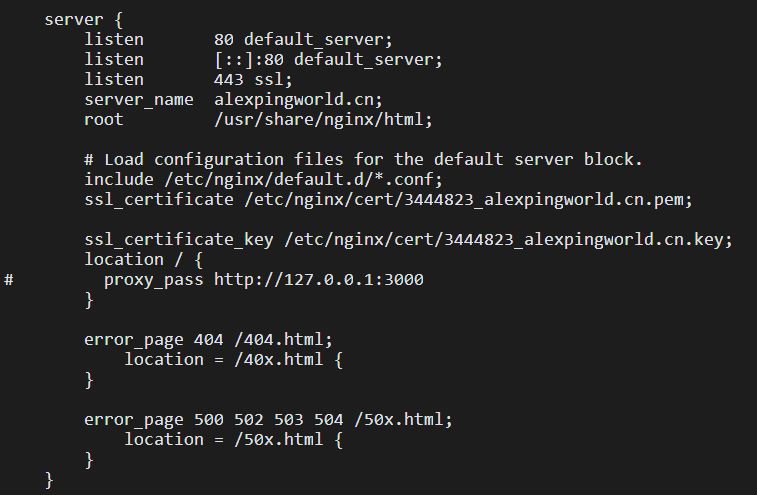 server {
listen 80 default_server;
listen [::]:80 default_server;
listen 443 ssl;
server_name alexpingworld.cn;
root /usr/share/nginx/html;
# Load configuration files for the default server block.
include /etc/nginx/default.d/*.conf;
ssl_certificate /etc/nginx/cert/3444823_alexpingworld.cn.pem;
ssl_certificate_key /etc/nginx/cert/3444823_alexpingworld.cn.key;
location / {
# proxy_pass http://127.0.0.1:3000
}
error_page 404 /404.html;
location = /40x.html {
}
error_page 500 502 503 504 /50x.html;
location = /50x.html {
}
}